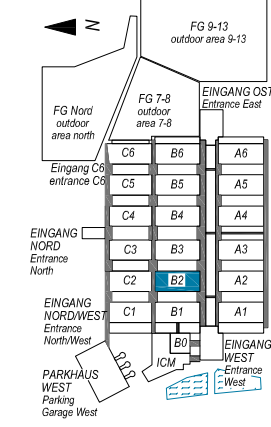 N
FG 9-13
outdoor area 9-13
FG Nord
outdoor
area north
FG 7-8
outdoor
area 7-8
EINGANG OST
Entrance East
Eingang C6
entrance C6
C6 B6 A6
C5 B5 A5
C4 B4 A4
EINGANG
NORD
Entrance
North
C3 B3 A3
C2 B2 A2
EINGANG
NORD/WEST
Entrance
North/West
C1 B1 A1
B0
ICM
EINGANG
WEST
Entrance
West
PARKHAUS
WEST
Parking
Garage West